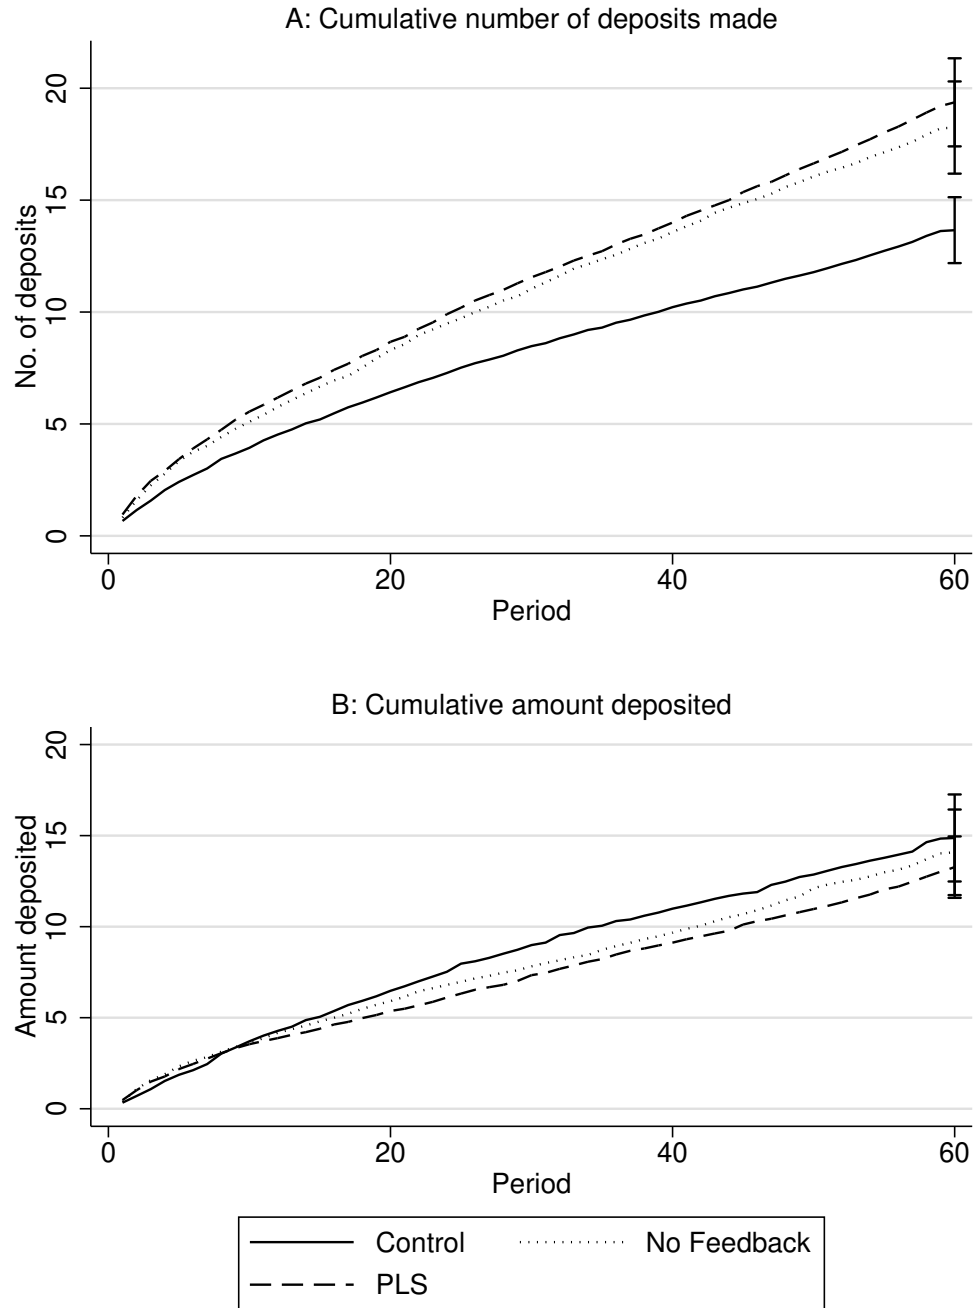 A: Cumulative number of deposits made
No. of deposits
20
15
10
5
0
0 20 40 60
Period
B: Cumulative amount deposited
Amount deposited
20
15
10
5
0
0 20 40 60
Period
Control No Feedback
PLS